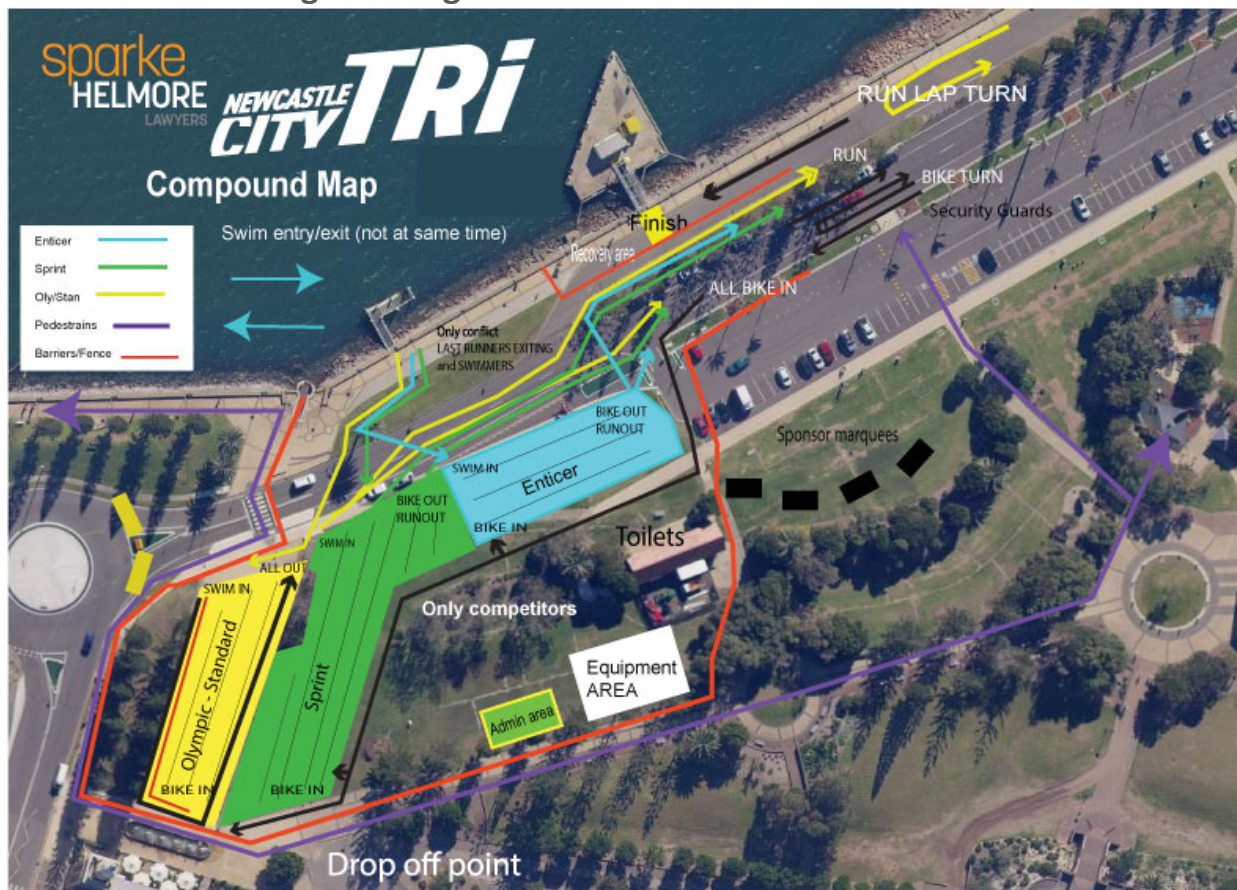 sparke
HELMORE
LAWYERS
NEWCASTLE
CITY
TRi
Compound Map
RUN LAP TURN
RUN
BIKE TURN
Security Guards
Enticer
Sprint
Oly/Stan
Pedestrains
Barriers/Fence
Swim entry/exit (not at same time)
Finish
Recovery area
ALL BIKE IN
Only conflict
LAST RUNNERS EXITING
and SWIMMERS
BIKE OUT
RUNOUT
Sponsor marquees
SWIM IN
Enticer
BIKE OUT
RUNOUT
BIKE IN
Toilets
SWIM IN
ALL OUT
SWIM IN
Only competitors
Olympic - Standard
Sprint
Equipment
AREA
Admin area
BIKE IN
BIKE IN
Drop off point